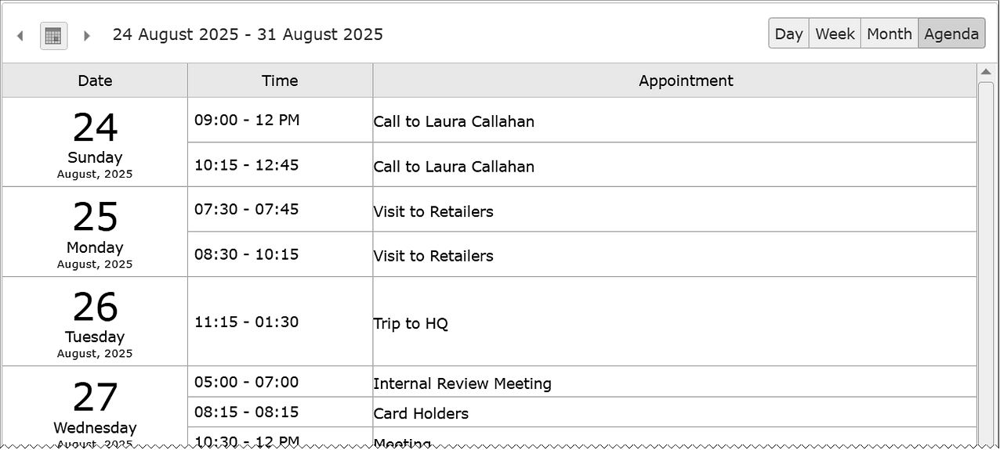 24 August 2025 - 31 August 2025
Day Week Month Agenda
Date Time Appointment
24
Sunday
August, 2025
09:00 - 12 PM Call to Laura Callahan
10:15 - 12:45 Call to Laura Callahan
25
Monday
August, 2025
07:30 - 07:45 Visit to Retailers
08:30 - 10:15 Visit to Retailers
26
Tuesday
August, 2025
11:15 - 01:30 Trip to HQ
27
Wednesday
August, 2025
05:00 - 07:00 Internal Review Meeting
08:15 - 08:15 Card Holders
10:30 - 12 PM Meeting